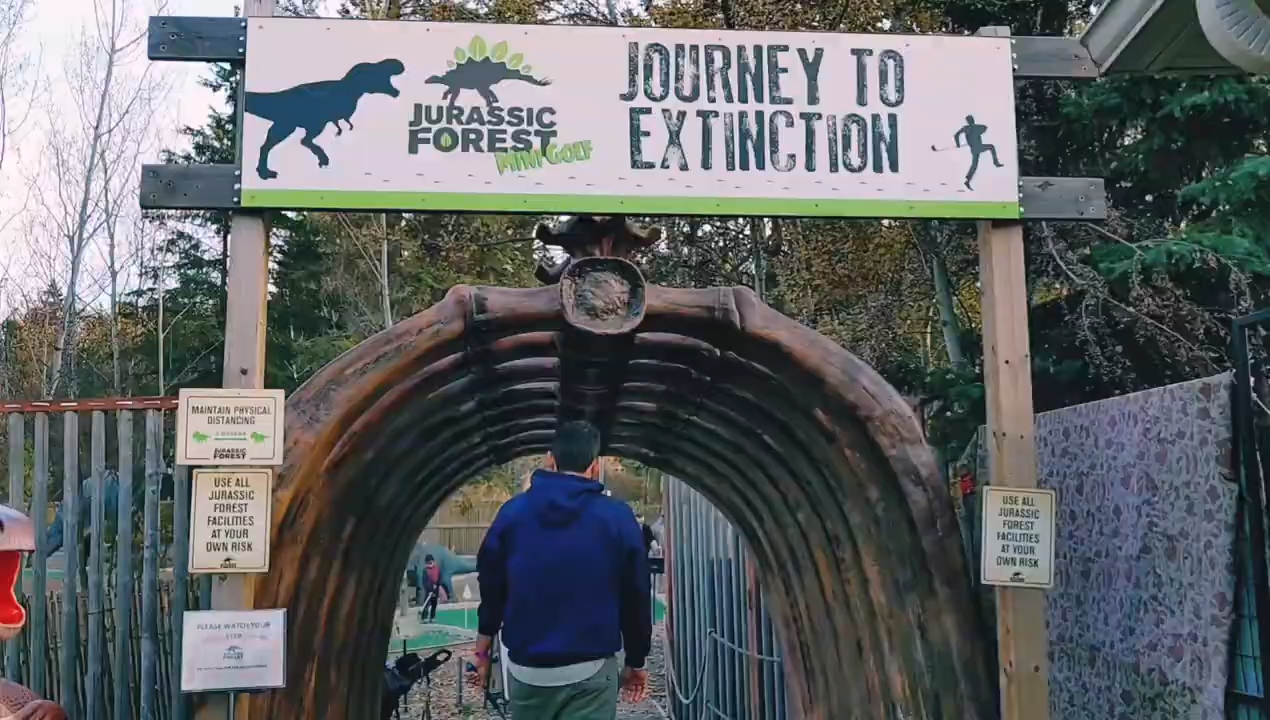 JURASSIC
FOREST
MINI GOLF
JOURNEY TO
EXTINCTION
MAINTAIN PHYSICAL
DISTANCING
JURASSIC
FOREST
USE ALL
JURASSIC
FOREST
FACILITIES
AT YOUR
OWN RISK
PLEASE WATCH YOUR
STEP
USE ALL
JURASSIC
FOREST
FACILITIES
AT YOUR
OWN RISK